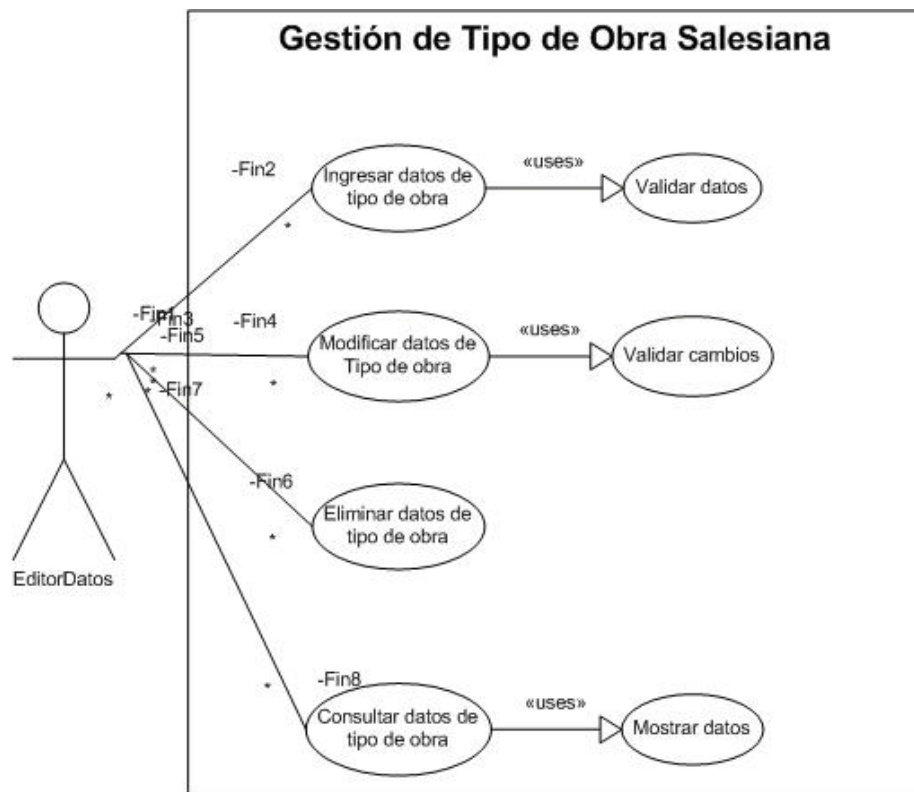 Gestión de Tipo de Obra Salesiana
-Fin2
Ingresar datos de
tipo de obra
«uses»
Validar datos
*
-Fin1
-Fin3
-Fin5
-Fin4
Modificar datos de
Tipo de obra
«uses»
Validar cambios
*
*
*
*
*
-Fin7
-Fin6
Eliminar datos de
tipo de obra
*
EditorDatos
-Fin8
*
Consultar datos de
tipo de obra
«uses»
Mostrar datos